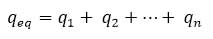 q_eq = q_1 + q_2 + ⋯ + q_n